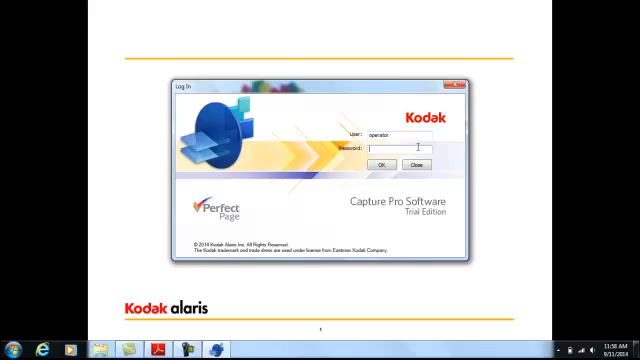 Log In
Kodak
User: operator
Password:
OK Close
Perfect
Page
Capture Pro Software
Trial Edition
© 2014 Kodak Alaris Inc. All Rights Reserved.
The Kodak trademark and trade dress are used under license from Eastman Kodak Company.
Kodak alaris
1
11:58 AM
9/11/2014